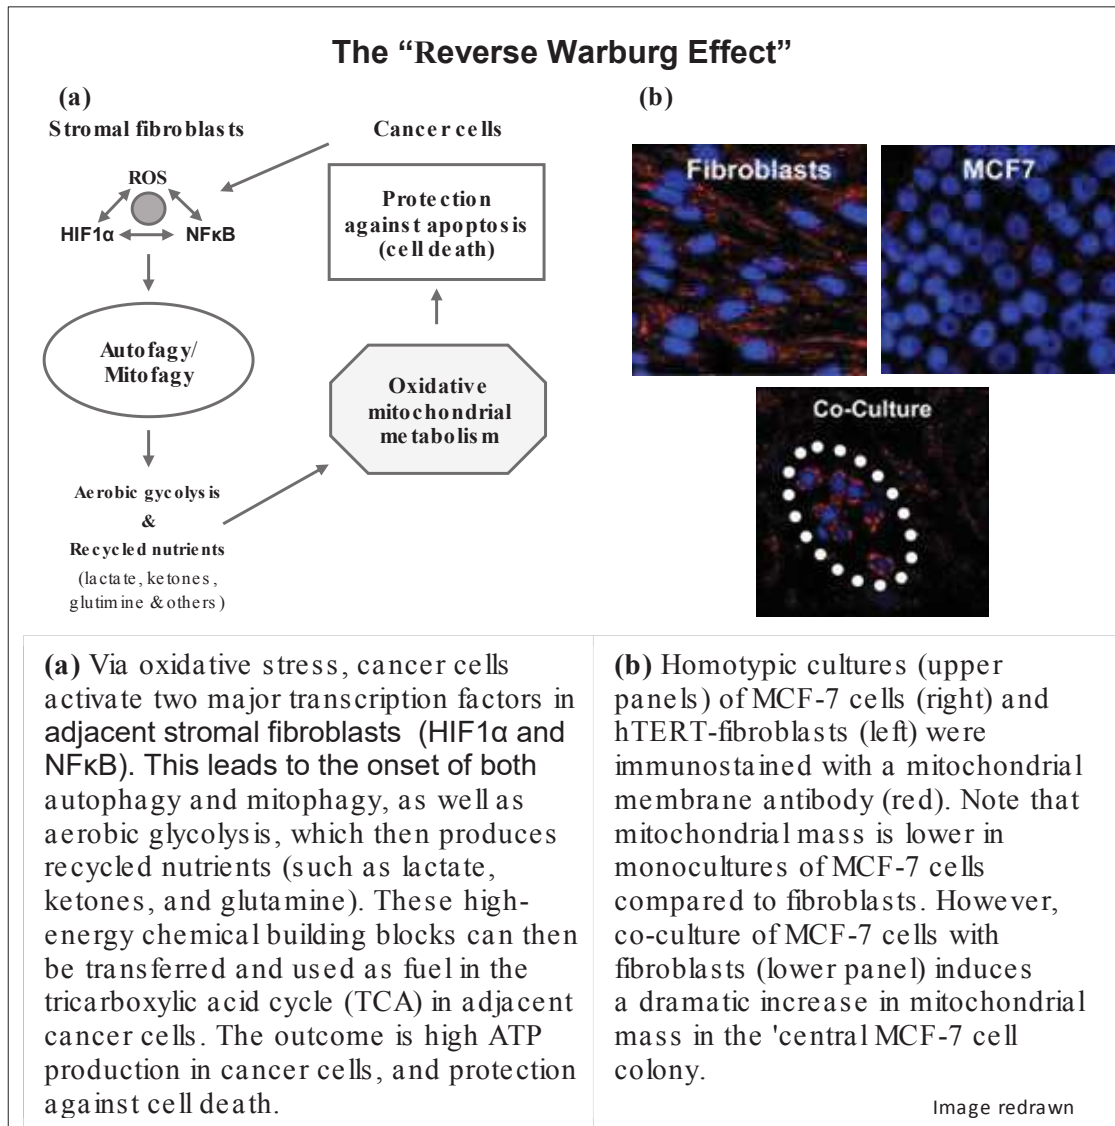 The “Reverse Warburg Effect”
(a)
Stromal fibroblasts
Cancer cells
ROS
HIF1α
NFκB
Autofagy/
Mitofagy
Aerobic gycolysis
&
Recycled nutrients
(lactate, ketones,
glutimine & others)
Protection
against apoptosis
(cell death)
Oxidative
mitochondrial
metabolism
(b)
Fibroblasts
MCF7
Co-Culture
(a) Via oxidative stress, cancer cells
activate two major transcription factors in
adjacent stromal fibroblasts (HIF1α and
NFκB). This leads to the onset of both
autophagy and mitophagy, as well as
aerobic glycolysis, which then produces
recycled nutrients (such as lactate,
ketones, and glutamine). These high-
energy chemical building blocks can then
be transferred and used as fuel in the
tricarboxylic acid cycle (TCA) in adjacent
cancer cells. The outcome is high ATP
production in cancer cells, and protection
against cell death.
(b) Homotypic cultures (upper
panels) of MCF-7 cells (right) and
hTERT-fibroblasts (left) were
immunostained with a mitochondrial
membrane antibody (red). Note that
mitochondrial mass is lower in
monocultures of MCF-7 cells
compared to fibroblasts. However,
co-culture of MCF-7 cells with
fibroblasts (lower panel) induces
a dramatic increase in mitochondrial
mass in the 'central MCF-7 cell
colony.
Image redrawn